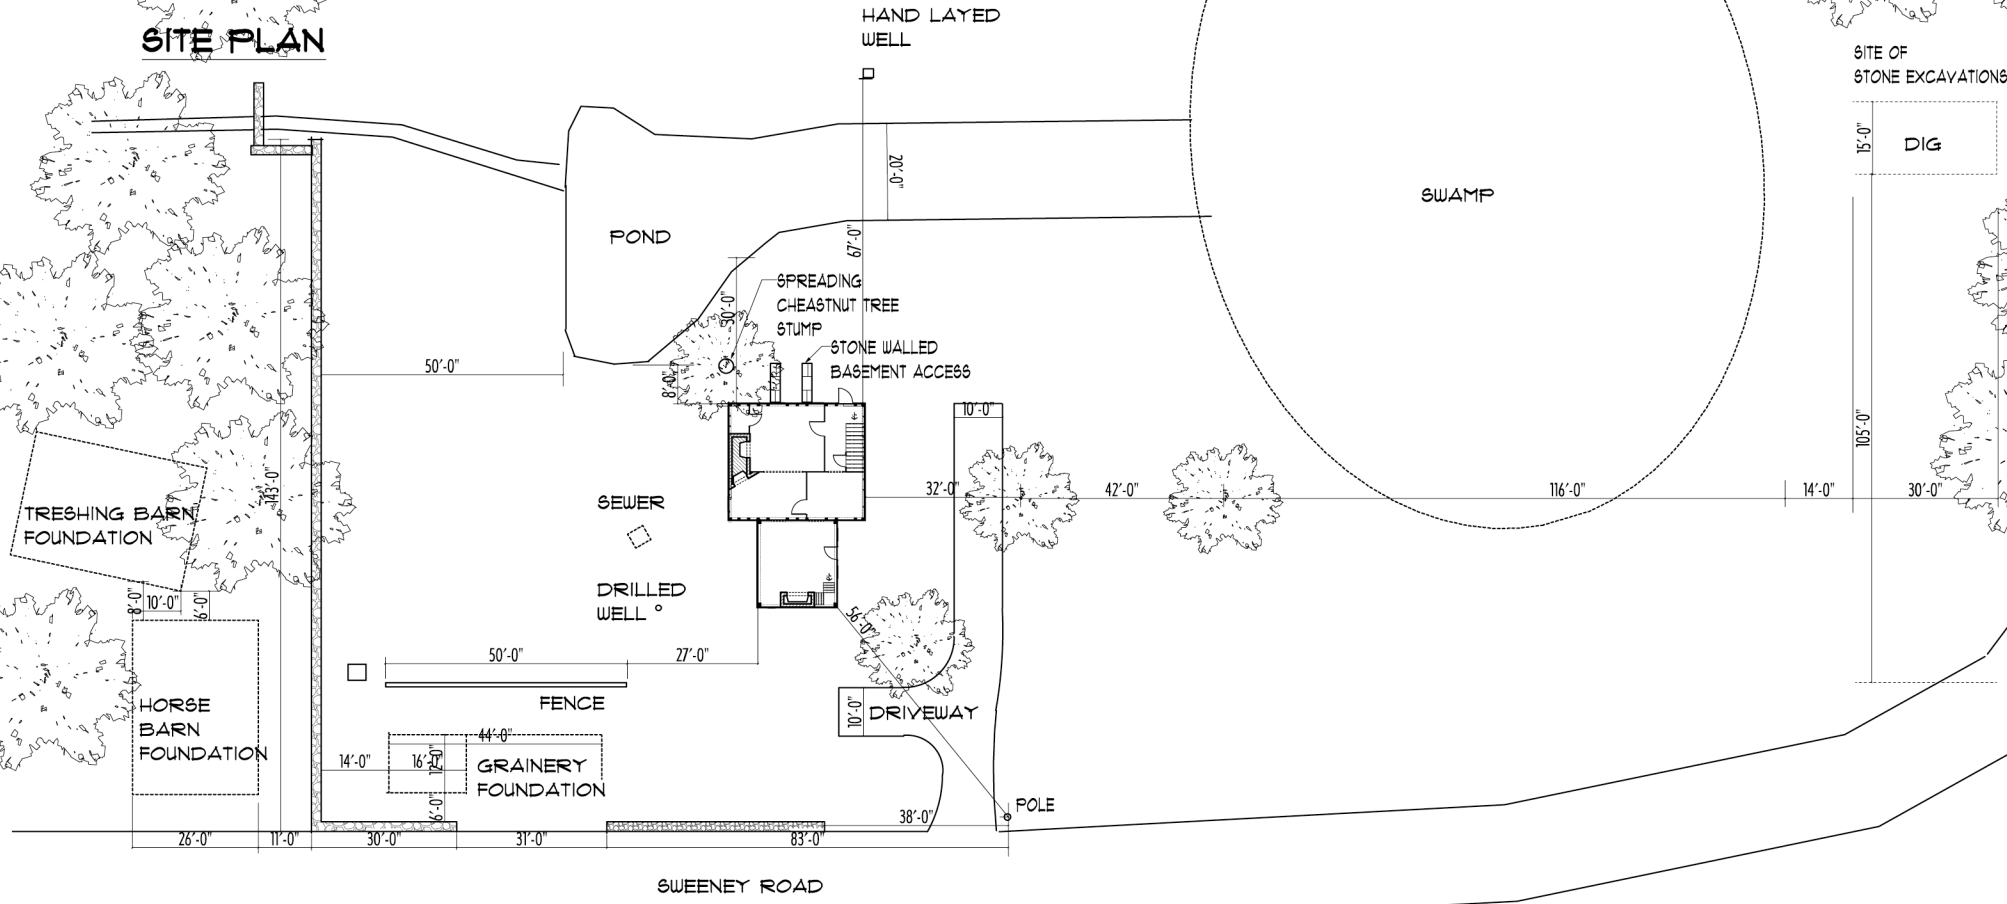 HAND LAYED
WELL
SITE PLAN
SITE OF
STONE EXCAVATIONS
15'-0"
DIG
20'-0"
SWAMP
POND
67'-0"
SPREADING
CHEASTNUT TREE
STUMP
30'-0"
STONE WALLED
BASEMENT ACCESS
50'-0"
8'-0"
10'-0"
105'-0"
143'-0"
32'-0"
42'-0"
116'-0"
14'-0"
30'-0"
SEWER
TRESHING BARN
FOUNDATION
DRILLED
WELL
8'-0"
10'-0"
6'-0"
56'-0"
50'-0"
27'-0"
FENCE
HORSE
BARN
FOUNDATION
10'-0"
DRIVEWAY
44'-0"
14'-0"
16'-0"
12'-0"
GRAINERY
FOUNDATION
6'-0"
38'-0"
POLE
26'-0"
11'-0"
30'-0"
31'-0"
83'-0"
SWEENEY ROAD